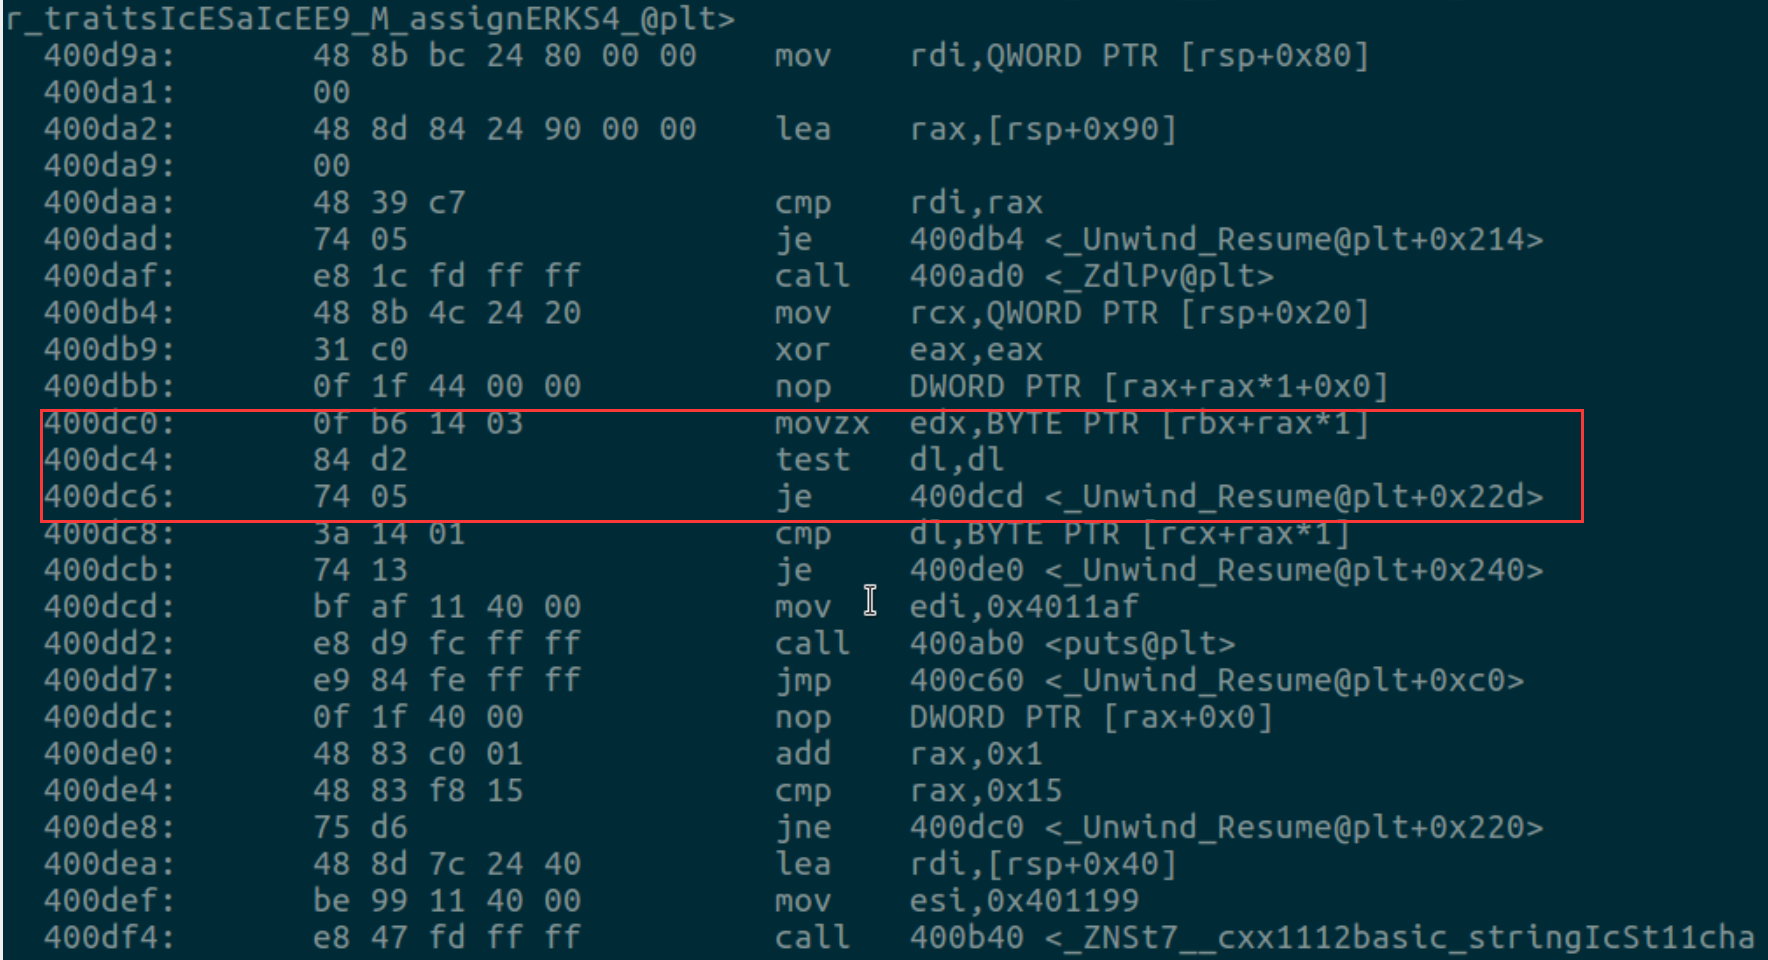 r_traitsIcESaIcEE9_M_assignERKS4_@plt>
400d9a: 48 8b bc 24 80 00 00 mov rdi,QWORD PTR [rsp+0x80]
400da1: 00
400da2: 48 8d 84 24 90 00 00 lea rax,[rsp+0x90]
400da9: 00
400daa: 48 39 c7 cmp rdi,rax
400dad: 74 05 je 400db4 <_Unwind_Resume@plt+0x214>
400daf: e8 1c fd ff ff call 400ad0 <_ZdlPv@plt>
400db4: 48 8b 4c 24 20 mov rcx,QWORD PTR [rsp+0x20]
400db9: 31 c0 xor eax,eax
400dbb: 0f 1f 44 00 00 nop DWORD PTR [rax+rax*1+0x0]
400dc0: 0f b6 14 03 movzx edx,BYTE PTR [rbx+rax*1]
400dc4: 84 d2 test dl,dl
400dc6: 74 05 je 400dcd <_Unwind_Resume@plt+0x22d>
400dc8: 3a 14 01 cmp dl,BYTE PTR [rcx+rax*1]
400dcb: 74 13 je 400de0 <_Unwind_Resume@plt+0x240>
400dcd: bf af 11 40 00 mov edi,0x4011af
400dd2: e8 d9 fc ff ff call 400ab0 <puts@plt>
400dd7: e9 84 fe ff ff jmp 400c60 <_Unwind_Resume@plt+0xc0>
400ddc: 0f 1f 40 00 nop DWORD PTR [rax+0x0]
400de0: 48 83 c0 01 add rax,0x1
400de4: 48 83 f8 15 cmp rax,0x15
400de8: 75 d6 jne 400dc0 <_Unwind_Resume@plt+0x220>
400dea: 48 8d 7c 24 40 lea rdi,[rsp+0x40]
400def: be 99 11 40 00 mov esi,0x401199
400df4: e8 47 fd ff ff call 400b40 <_ZNSt7__cxx1112basic_stringIcSt11cha